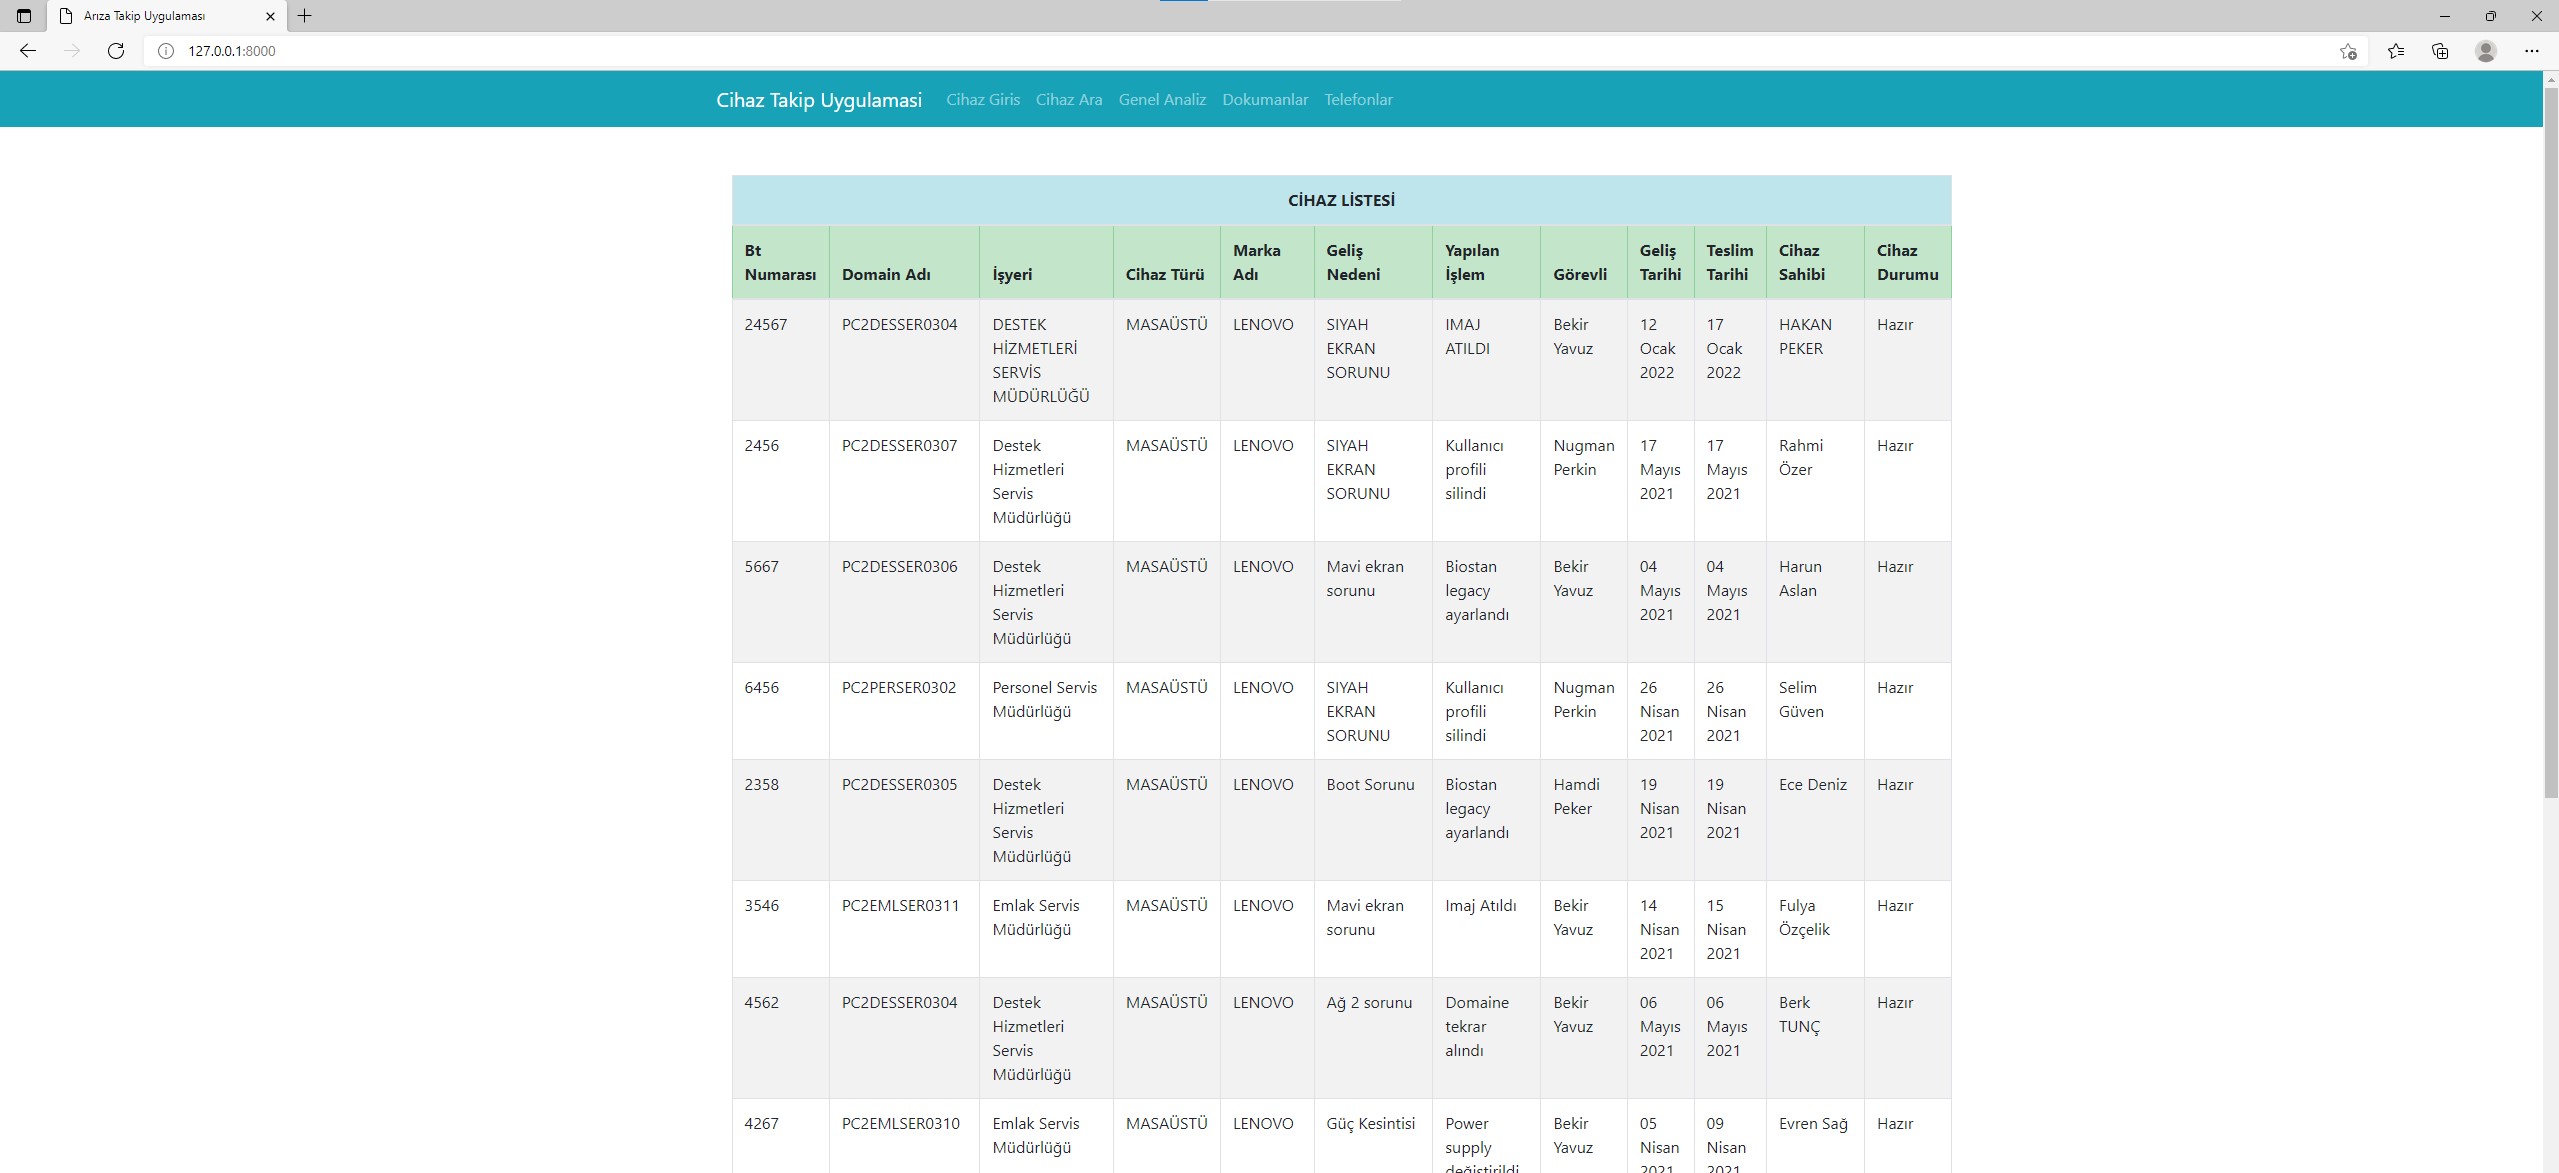 Arıza Takip Uygulaması
127.0.0.1:8000
Cihaz Takip Uygulamasi Cihaz Giris Cihaz Ara Genel Analiz Dokumanlar Telefonlar
CİHAZ LİSTESİ
Bt Numarası Domain Adı İşyeri Cihaz Türü Marka Adı Geliş Nedeni Yapılan İşlem Görevli Geliş Tarihi Teslim Tarihi Cihaz Sahibi Cihaz Durumu
24567 PC2DESSER0304 DESTEK HİZMETLERİ SERVİS MÜDÜRLÜĞÜ MASAÜSTÜ LENOVO SIYAH EKRAN SORUNU IMAJ ATILDI Bekir Yavuz 12 Ocak 2022 17 Ocak 2022 HAKAN PEKER Hazır
2456 PC2DESSER0307 Destek Hizmetleri Servis Müdürlüğü MASAÜSTÜ LENOVO SIYAH EKRAN SORUNU Kullanıcı profili silindi Nugman Perkin 17 Mayıs 2021 17 Mayıs 2021 Rahmi Özer Hazır
5667 PC2DESSER0306 Destek Hizmetleri Servis Müdürlüğü MASAÜSTÜ LENOVO Mavi ekran sorunu Biostan legacy ayarlandı Bekir Yavuz 04 Mayıs 2021 04 Mayıs 2021 Harun Aslan Hazır
6456 PC2PERSER0302 Personel Servis Müdürlüğü MASAÜSTÜ LENOVO SIYAH EKRAN SORUNU Kullanıcı profili silindi Nugman Perkin 26 Nisan 2021 26 Nisan 2021 Selim Güven Hazır
2358 PC2DESSER0305 Destek Hizmetleri Servis Müdürlüğü MASAÜSTÜ LENOVO Boot Sorunu Biostan legacy ayarlandı Hamdi Peker 19 Nisan 2021 19 Nisan 2021 Ece Deniz Hazır
3546 PC2EMLSER0311 Emlak Servis Müdürlüğü MASAÜSTÜ LENOVO Mavi ekran sorunu Imaj Atıldı Bekir Yavuz 14 Nisan 2021 15 Nisan 2021 Fulya Özçelik Hazır
4562 PC2DESSER0304 Destek Hizmetleri Servis Müdürlüğü MASAÜSTÜ LENOVO Ağ 2 sorunu Domaine tekrar alındı Bekir Yavuz 06 Mayıs 2021 06 Mayıs 2021 Berk TUNÇ Hazır
4267 PC2EMLSER0310 Emlak Servis Müdürlüğü MASAÜSTÜ LENOVO Güç Kesintisi Power supply değiştirildi Bekir Yavuz 05 Nisan 2021 09 Nisan 2021 Evren Sağ Hazır